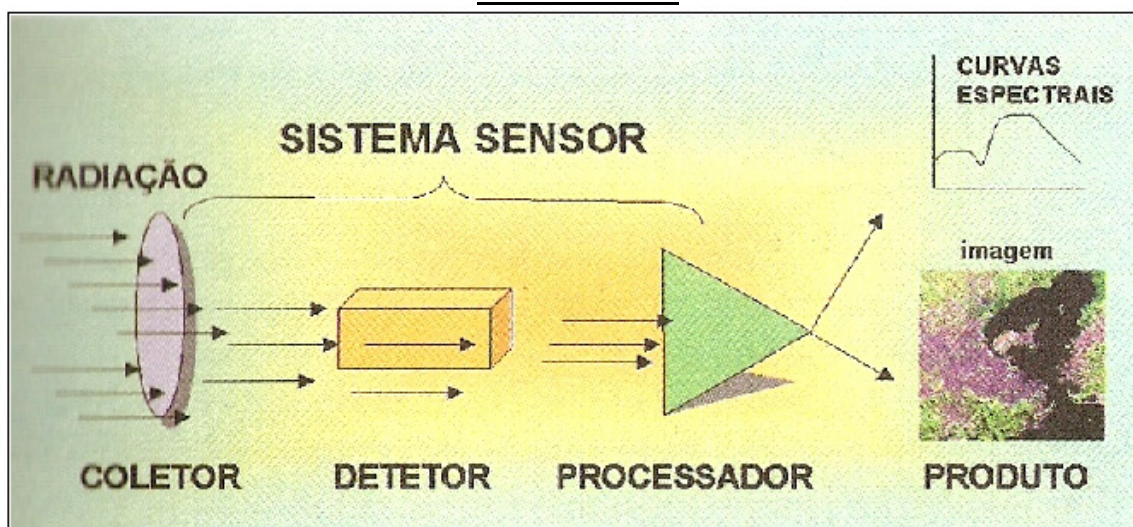 CURVAS
ESPECTRAIS
SISTEMA SENSOR
RADIAÇÃO
imagem
COLETOR DETETOR PROCESSADOR PRODUTO